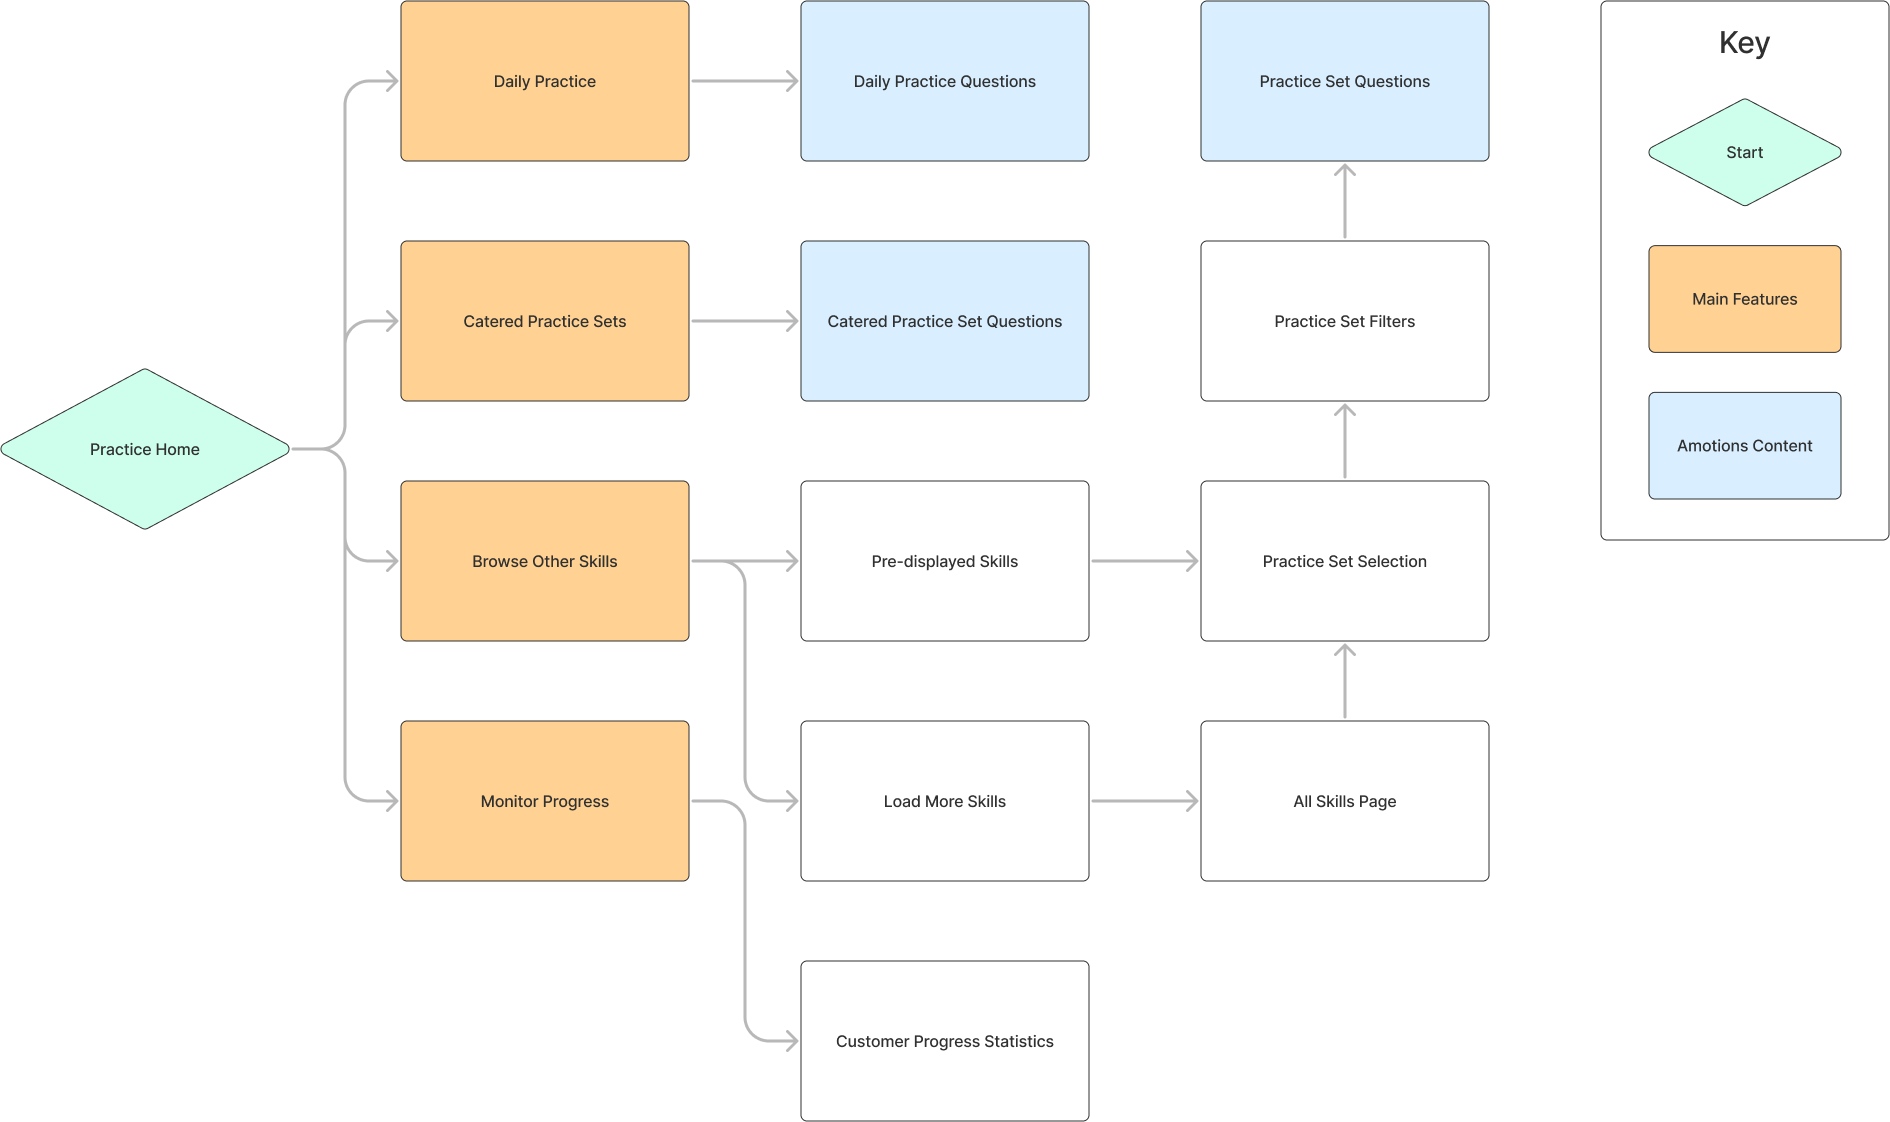 Daily Practice
Daily Practice Questions
Practice Set Questions
Catered Practice Sets
Catered Practice Set Questions
Practice Set Filters
Practice Home
Browse Other Skills
Pre-displayed Skills
Practice Set Selection
Monitor Progress
Load More Skills
All Skills Page
Customer Progress Statistics
Key
Start
Main Features
Amotions Content